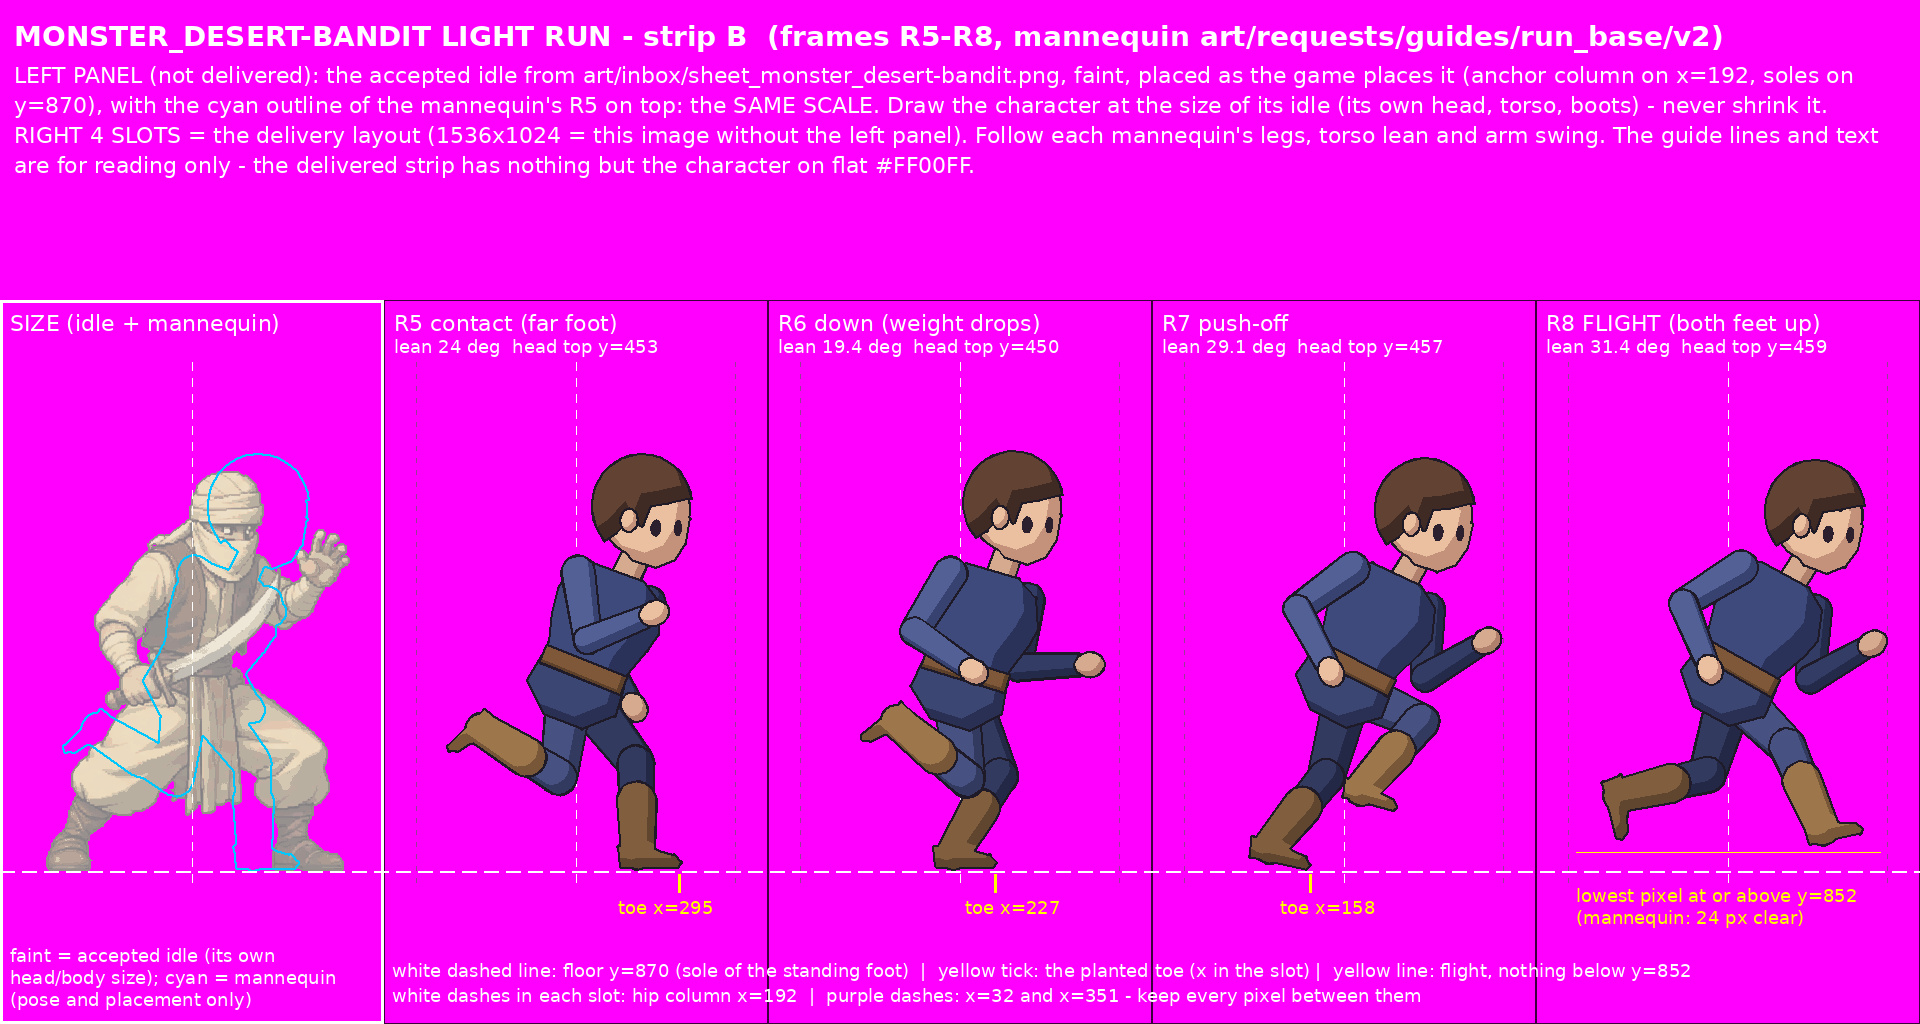 MONSTER_DESERT-BANDIT LIGHT RUN - strip B  (frames R5-R8, mannequin art/requests/guides/run_base/v2)
LEFT PANEL (not delivered): the accepted idle from art/inbox/sheet_monster_desert-bandit.png, faint, placed as the game places it (anchor column on x=192, soles on
y=870), with the cyan outline of the mannequin's R5 on top: the SAME SCALE. Draw the character at the size of its idle (its own head, torso, boots) - never shrink it.
RIGHT 4 SLOTS = the delivery layout (1536x1024 = this image without the left panel). Follow each mannequin's legs, torso lean and arm swing. The guide lines and text
are for reading only - the delivered strip has nothing but the character on flat #FF00FF.
SIZE (idle + mannequin)
R5 contact (far foot)
lean 24 deg  head top y=453
R6 down (weight drops)
lean 19.4 deg  head top y=450
R7 push-off
lean 29.1 deg  head top y=457
R8 FLIGHT (both feet up)
lean 31.4 deg  head top y=459
toe x=295
toe x=227
toe x=158
lowest pixel at or above y=852
(mannequin: 24 px clear)
faint = accepted idle (its own
head/body size); cyan = mannequin
(pose and placement only)
white dashed line: floor y=870 (sole of the standing foot)  |  yellow tick: the planted toe (x in the slot) |  yellow line: flight, nothing below y=852
white dashes in each slot: hip column x=192  |  purple dashes: x=32 and x=351 - keep every pixel between them